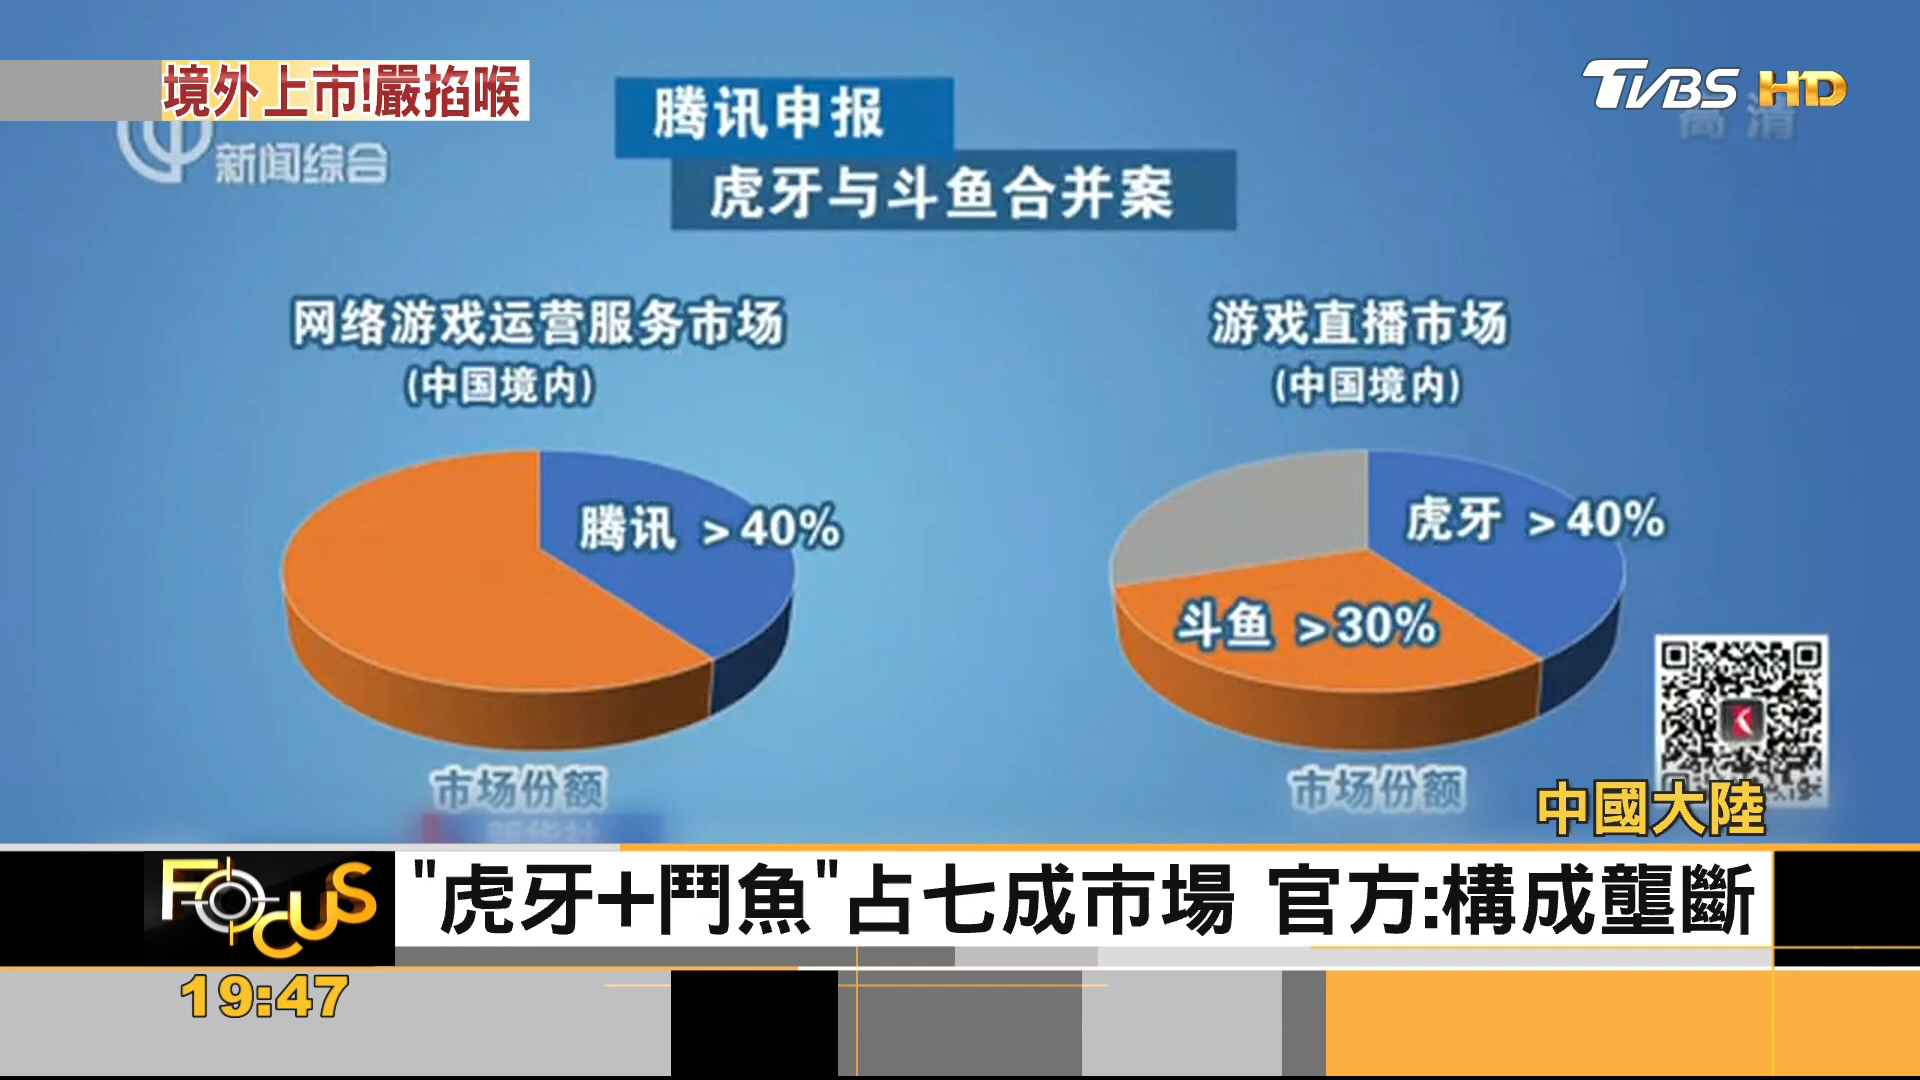 境外上市!嚴掐喉
TVBS HD
高清
新闻综合
腾讯申报
虎牙与斗鱼合并案
网络游戏运营服务市场
(中国境内)
游戏直播市场
(中国境内)
腾讯 >40%
虎牙 >40%
斗鱼 >30%
市场份额
市场份额
中國大陸
FOCUS
"虎牙+鬥魚"占七成市場 官方:構成壟斷
19:47